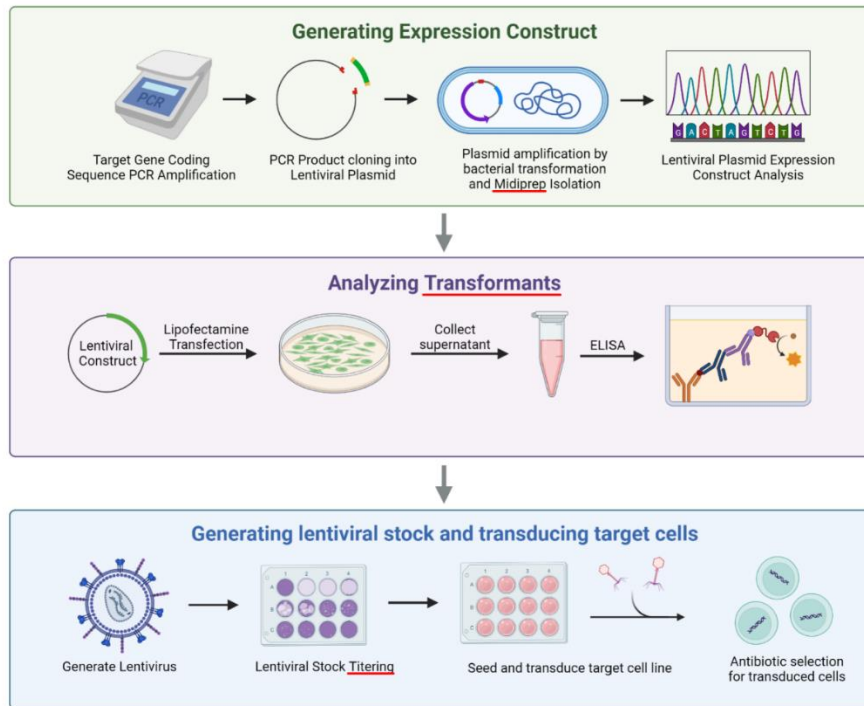 Generating Expression Construct
PCR
Target Gene Coding
Sequence PCR Amplification
PCR Product cloning into
Lentiviral Plasmid
Plasmid amplification by
bacterial transformation
and Midiprep Isolation
G A C T A G T C T G
Lentiviral Plasmid Expression
Construct Analysis
Analyzing Transformants
Lentiviral
Construct
Lipofectamine
Transfection
Collect
supernatant
ELISA
Generating lentiviral stock and transducing target cells
Generate Lentivirus
1 2 3 4
A
B
C
Lentiviral Stock Titering
1 2 3 4
A
B
C
Seed and transduce target cell line
Antibiotic selection
for transduced cells